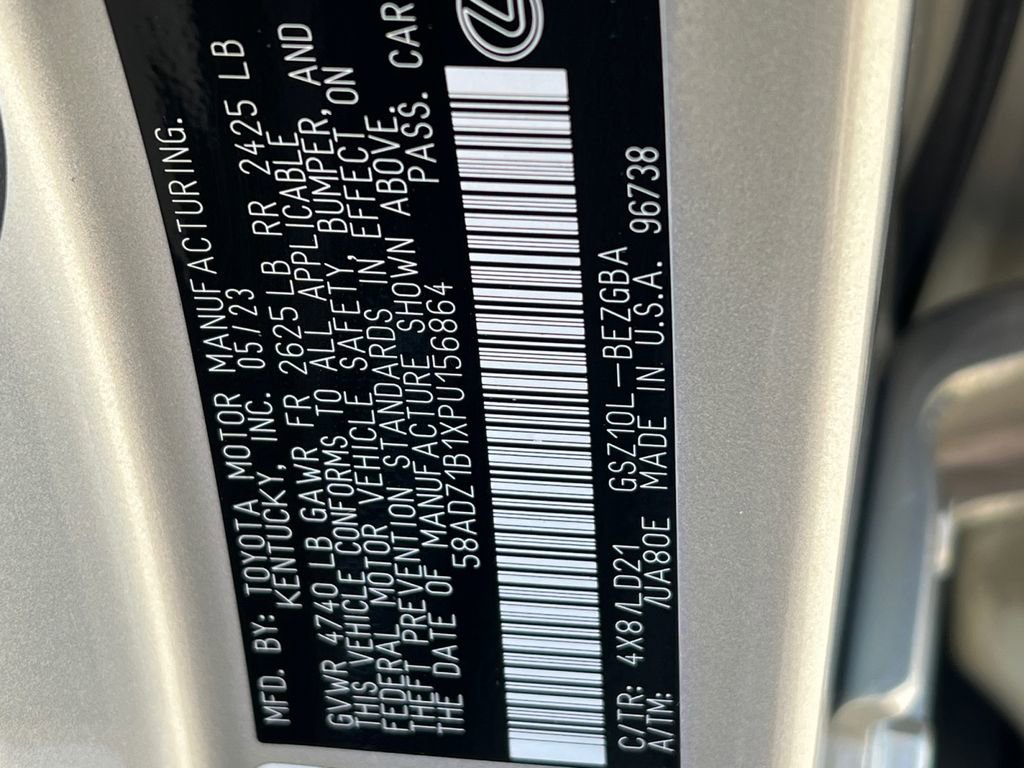 MFD. BY: TOYOTA MOTOR MANUFACTURING.
KENTUCKY, INC. 05/23
GVWR 4740 LB GAWR FR 2625LB RR 2425 LB
THIS VEHICLE CONFORMS TO ALL APPLICABLE
FEDERAL MOTOR VEHICLE SAFETY, BUMPER, AND
THEFT PREVENTION STANDARDS IN EFFECT ON
THE DATE OF MANUFACTURE SHOWN ABOVE.
58ADZ1B1XPU156864 PASS. CAR
C/TR: 4X8/LD21 GSZ10L-BEZGBA
A/TM: /UA80E MADE IN U.S.A. 96738